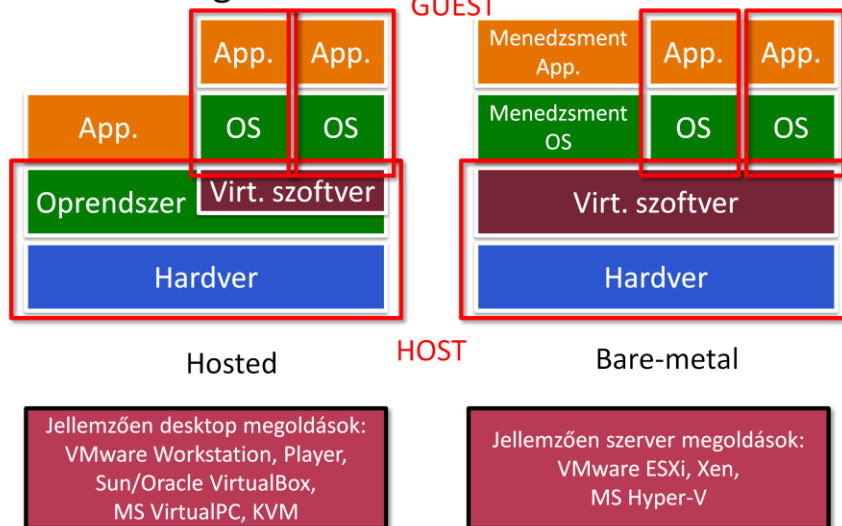 GUEST
App.
App.
App.
OS
OS
Oprendszer
Virt. szoftver
Hardver
Hosted
Menedzsment
App.
App.
App.
Menedzsment
OS
OS
OS
Virt. szoftver
Hardver
HOST
Bare-metal
Jellemzően desktop megoldások:
VMware Workstation, Player,
Sun/Oracle VirtualBox,
MS VirtualPC, KVM
Jellemzően szerver megoldások:
VMware ESXi, Xen,
MS Hyper-V